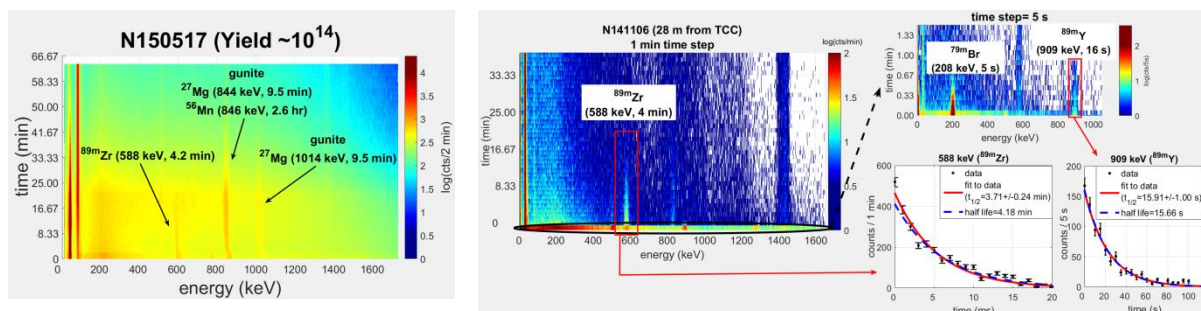 N150517 (Yield ~10^14)
66.67
58.33
50.00
41.67
33.33
25.00
16.67
8.33
0
time (min)
gunite
27Mg (844 keV, 9.5 min)
56Mn (846 keV, 2.6 hr)
gunite
27Mg (1014 keV, 9.5 min)
89mZr (588 keV, 4.2 min)
0 200 400 600 800 1000 1200 1400 1600
energy (keV)
4
3.5
3
2.5
2
1.5
1
0.5
0
log(cts/2 min)
N141106 (28 m from TCC)
1 min time step
33.33
25.00
16.67
8.33
0
time (min)
89mZr
(588 keV, 4 min)
0 200 400 600 800 1000 1200 1400 1600
energy (keV)
2
1.5
1
0.5
0
log(cts/min)
time step= 5 s
89mY
(909 keV, 16 s)
79mBr
(208 keV, 5 s)
1.33
1.00
0.67
0.33
0.00
time (min)
0 200 400 600 800 1000
energy (keV)
2
1
0
log(cts/5s)
588 keV (89mZr)
data
fit to data
(t1/2=3.71+/-0.24 min)
half life=4.18 min
600
400
200
0
counts / 1 min
0 5 10 15 20
time (ms)
909 keV (89mY)
data
fit to data
(t1/2=15.91+/-1.00 s)
half life=15.66 s
200
150
100
50
0
counts / 5 s
0 20 40 60 80 100
time (s)